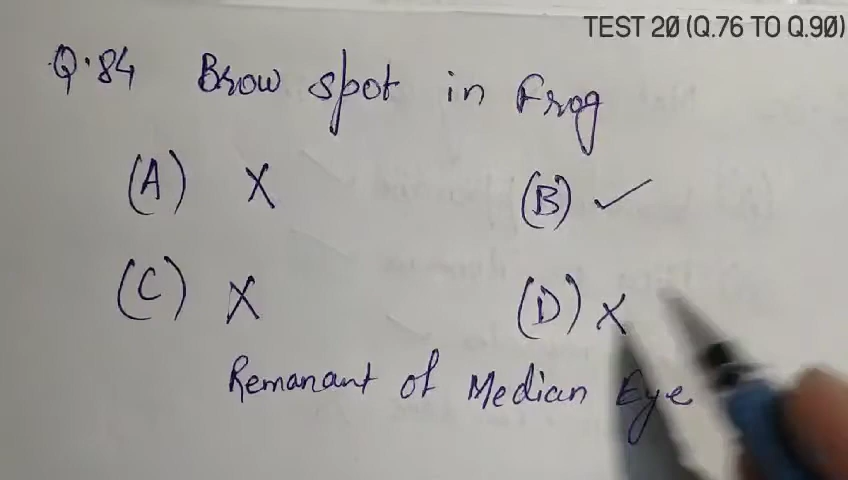 TEST 20 (Q.76 TO Q.90)
Q.84 Brow spot in Frog
(A) X (B) ✓
(C) X (D) X
Remanant of Median Eye